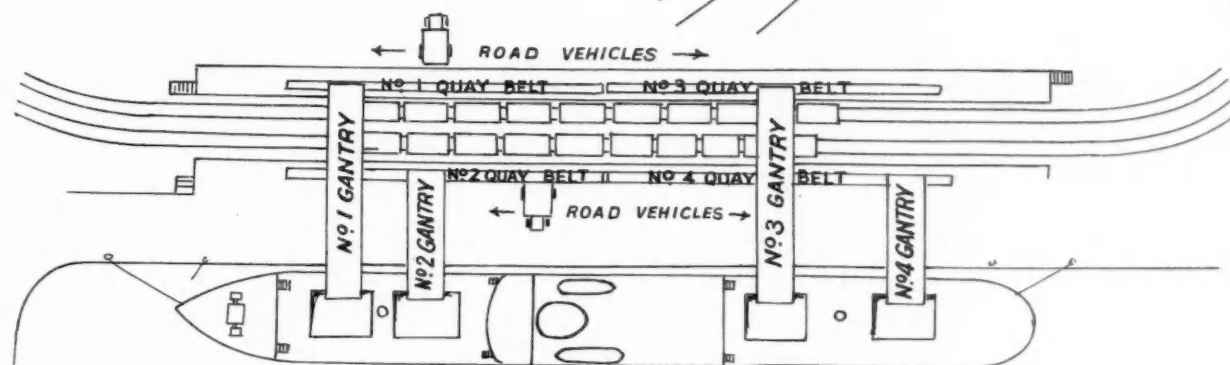 ← ROAD VEHICLES →
Nº 1 QUAY BELT Nº 3 QUAY BELT
Nº 2 QUAY BELT Nº 4 QUAY BELT
← ROAD VEHICLES →
Nº 1 GANTRY
Nº 2 GANTRY
Nº 3 GANTRY
Nº 4 GANTRY